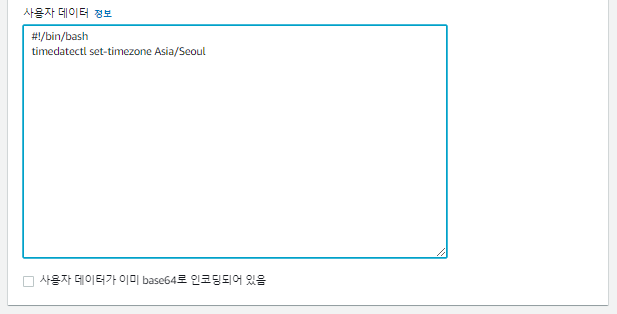 사용자 데이터 정보
#!/bin/bash
timedatectl set-timezone Asia/Seoul
사용자 데이터가 이미 base64로 인코딩되어 있음